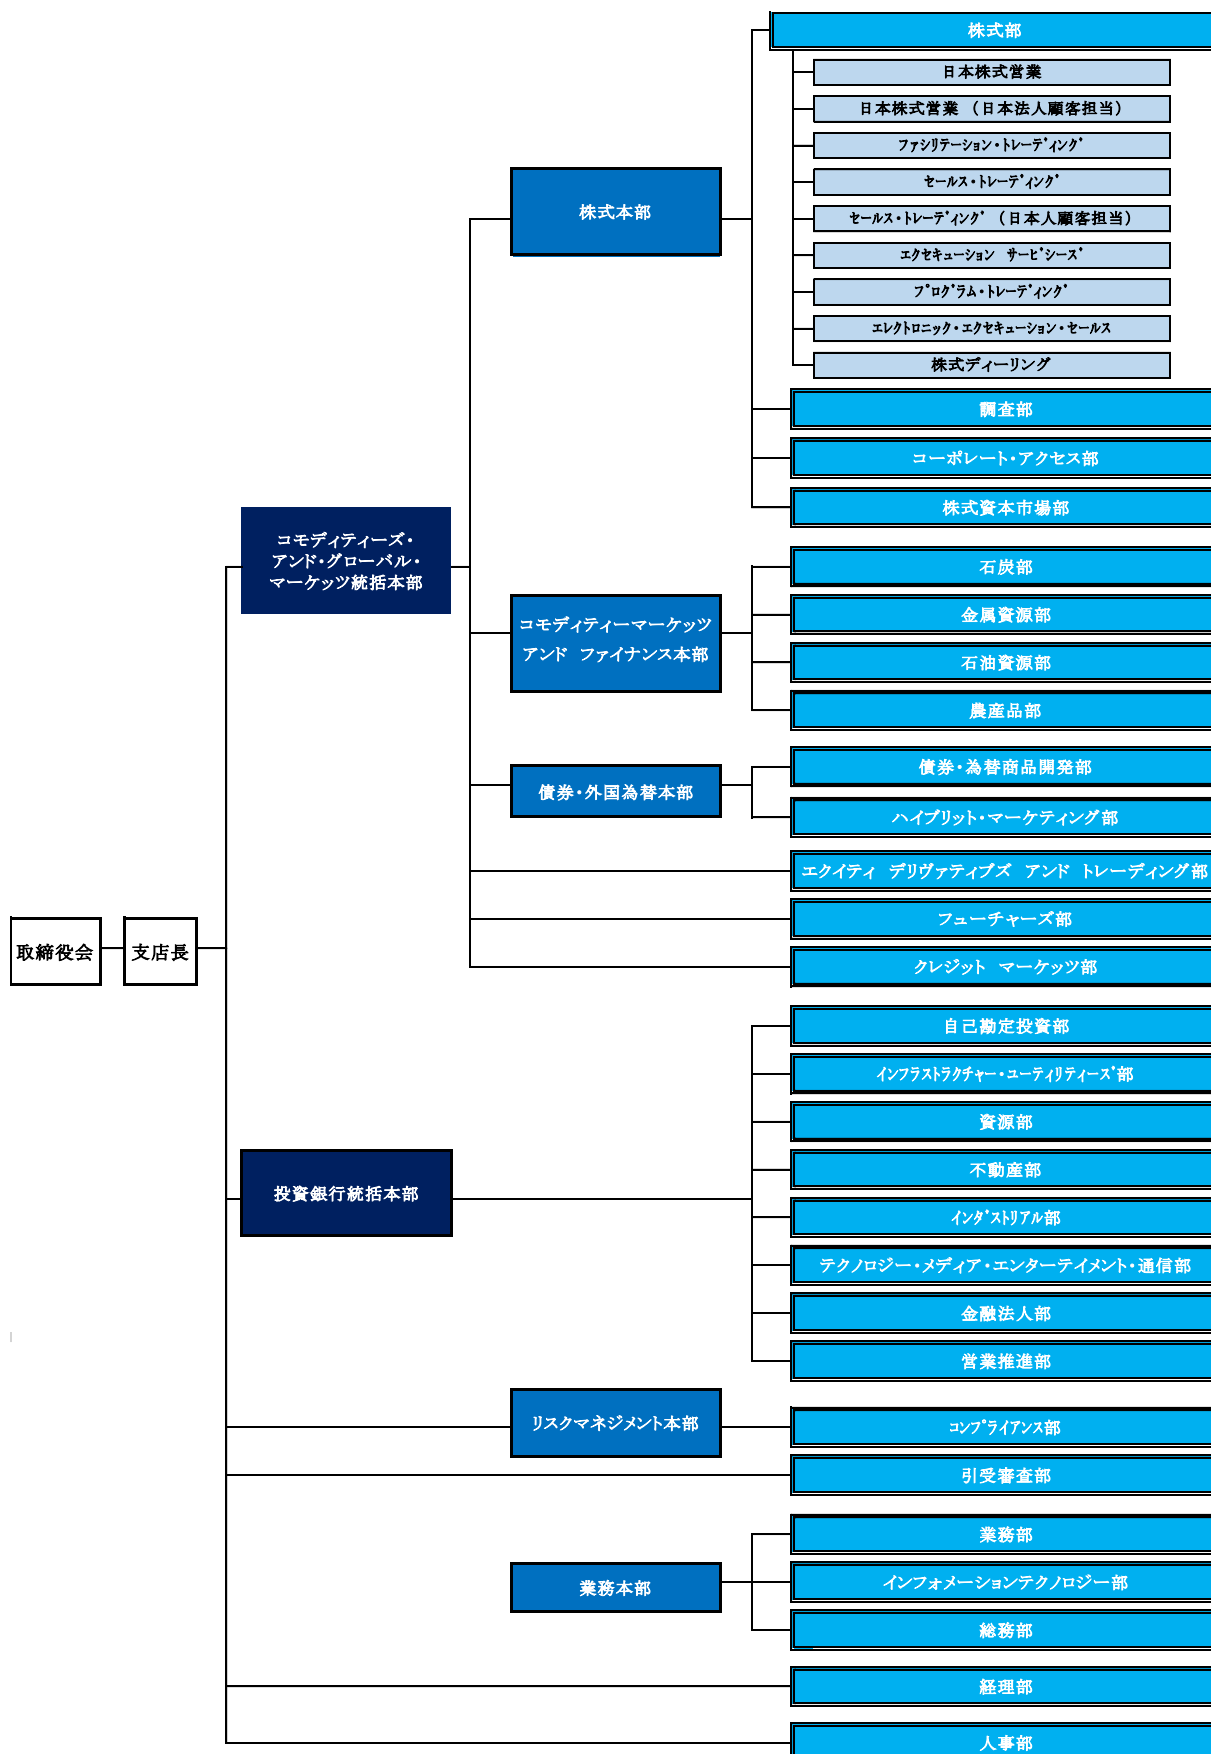 株式部
日本株式営業
日本株式営業 （日本法人顧客担当）
ﾌｧｼﾘﾃｰｼｮﾝ・ﾄﾚｰﾃﾞｨﾝｸﾞ
ｾｰﾙｽ・ﾄﾚｰﾃﾞｨﾝｸﾞ
株式本部
ｾｰﾙｽ・ﾄﾚｰﾃﾞｨﾝｸﾞ （日本人顧客担当）
ｴｸｾｷｭｰｼｮﾝ　ｻｰﾋﾞｼｰｽﾞ
ﾌﾟﾛｸﾞﾗﾑ・ﾄﾚｰﾃﾞｨﾝｸﾞ
ｴﾚｸﾄﾛﾆｯｸ・ｴｸｾｷｭｰｼｮﾝ・ｾｰﾙｽ
株式ディーリング
調査部
コーポレート・アクセス部
株式資本市場部
コモディティーズ・
アンド・グローバル・
マーケッツ統括本部
石炭部
金属資源部
コモディティーマーケッツ
アンド　ファイナンス本部
石油資源部
農産品部
債券・為替商品開発部
債券・外国為替本部
ハイブリット・マーケティング部
エクイティ　デリヴァティブズ　アンド　トレーディング部
フューチャーズ部
取締役会
支店長
クレジット　マーケッツ部
自己勘定投資部
ｲﾝﾌﾗｽﾄﾗｸﾁｬｰ・ﾕｰﾃｨﾘﾃｨｰｽﾞ部
資源部
不動産部
投資銀行統括本部
ｲﾝﾀﾞｽﾄﾘｱﾙ部
テクノロジー・メディア・エンターテイメント・通信部
金融法人部
営業推進部
リスクマネジメント本部
ｺﾝﾌﾟﾗｲｱﾝｽ部
引受審査部
業務部
業務本部
インフォメーションテクノロジー部
総務部
経理部
人事部